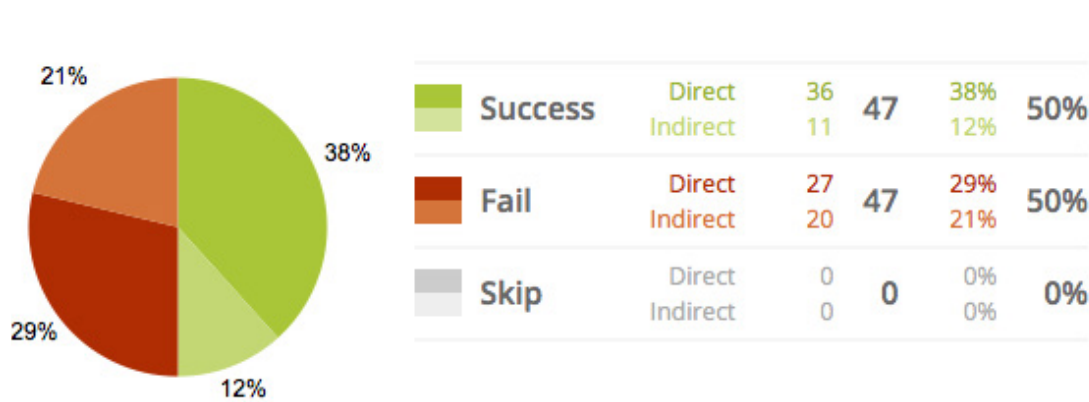 21%
38%
29%
12%
Success Direct 36 47 38% 50%
Indirect 11 12%
Fail Direct 27 47 29% 50%
Indirect 20 21%
Skip Direct 0 0 0% 0%
Indirect 0 0%